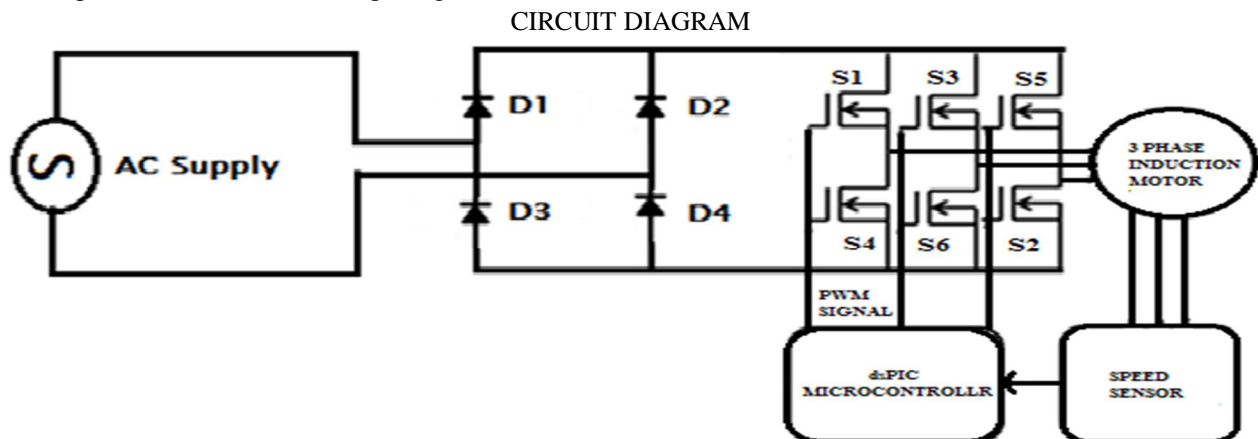 CIRCUIT DIAGRAM
S1
S3
S5
D1
D2
3 PHASE
INDUCTION
MOTOR
S
AC Supply
D3
D4
S4
S6
S2
PWM
SIGNAL
dsPIC
MICROCONTROLLR
SPEED
SENSOR